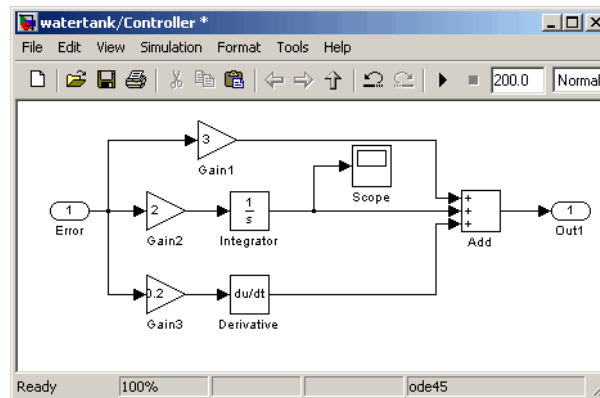 watertank/Controller *
File Edit View Simulation Format Tools Help
200.0 Normal
3
Gain1
Scope
1
Error
2
Gain2
1
s
Integrator
+
+
+
Add
1
Out1
0.2
Gain3
du/dt
Derivative
Ready 100% ode45